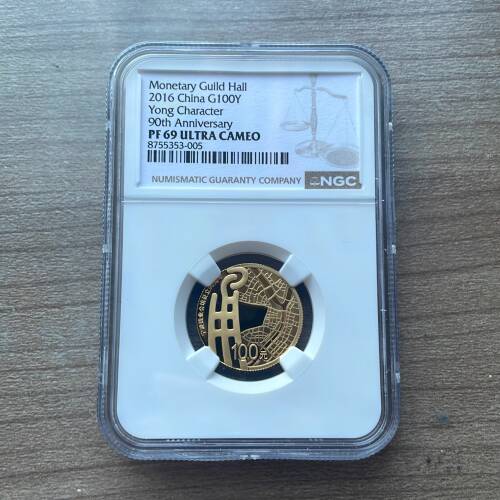 Monetary Guild Hall
2016 China G100Y
Yong Character
90th Anniversary
PF 69 ULTRA CAMEO
8755353-005
NUMISMATIC GUARANTY COMPANY
NGC
100元